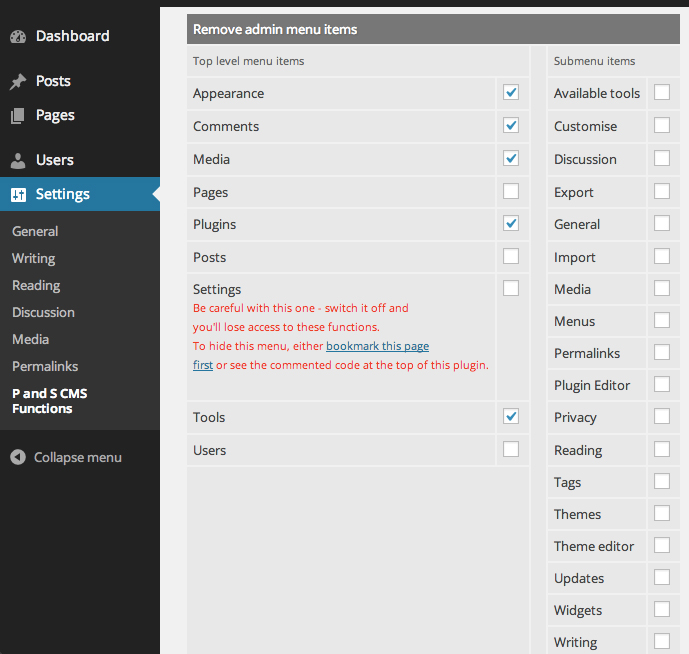 Dashboard
Posts
Pages
Users
Settings
General
Writing
Reading
Discussion
Media
Permalinks
P and S CMS
Functions
Collapse menu
Remove admin menu items
Top level menu items
Appearance
Comments
Media
Pages
Plugins
Posts
Settings
Be careful with this one - switch it off and
you'll lose access to these functions.
To hide this menu, either bookmark this page
first or see the commented code at the top of this plugin.
Tools
Users
Submenu items
Available tools
Customise
Discussion
Export
General
Import
Media
Menus
Permalinks
Plugin Editor
Privacy
Reading
Tags
Themes
Theme editor
Updates
Widgets
Writing